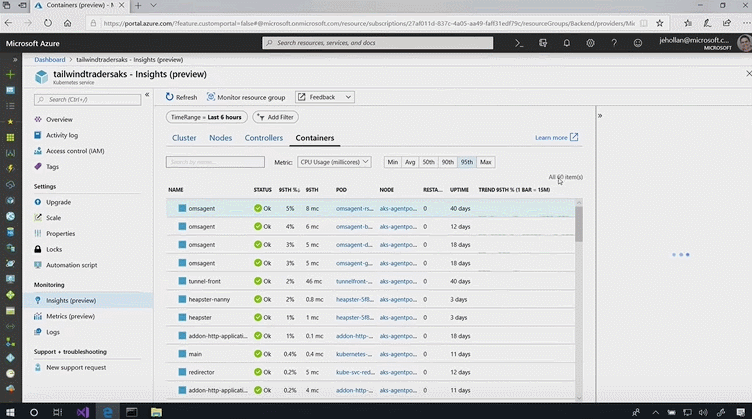 Containers (preview) - Mic
https://portal.azure.com/?feature.customportal=false#@microsoft.onmicrosoft.com/resource/subscriptions/27af011d-837c-4a05-aa49-faff31edf79c/resourceGroups/Backend/providers/Mic
Microsoft Azure
Search resources, services, and docs
jehollan@microsoft.c...
MICROSOFT
Dashboard > tailwindtradersaks - Insights (preview)
tailwindtradersaks - Insights (preview)
Kubernetes service
Search (Ctrl+/)
Overview
Activity log
Access control (IAM)
Tags
Settings
Upgrade
Scale
Properties
Locks
Automation script
Monitoring
Insights (preview)
Metrics (preview)
Logs
Support + troubleshooting
New support request
Refresh Monitor resource group Feedback
TimeRange = Last 6 hours Add Filter
Cluster Nodes Controllers Containers Learn more
Search by name... Metric: CPU Usage (millicores) Min Avg 50th 90th 95th Max
All 60 item(s)
NAME STATUS 95TH %↓ 95TH POD NODE RESTA... UPTIME TREND 95TH % (1 BAR = 15M)
omsagent Ok 5% 8 mc omsagent-rs... aks-agentpo... 0 40 days
omsagent Ok 4% 6 mc omsagent-b... aks-agentpo... 0 12 days
omsagent Ok 3% 5 mc omsagent-d... aks-agentpo... 0 18 days
omsagent Ok 3% 5 mc omsagent-g... aks-agentpo... 0 18 days
tunnel-front Ok 2% 46 mc tunnelfront-... aks-agentpo... 0 40 days
heapster-nanny Ok 2% 0.8 mc heapster-5f8... aks-agentpo... 0 3 days
heapster Ok 1% 1 mc heapster-5f8... aks-agentpo... 0 3 days
addon-http-applicati... Ok 1% 0.1 mc addon-http-... aks-agentpo... 0 18 days
main Ok 0.4% 0.4 mc kubernetes-... aks-agentpo... 0 11 days
redirector Ok 0.2% 4 mc kube-svc-red... aks-agentpo... 0 12 days
addon-http-applicati... Ok 0.2% 5 mc addon-http-... aks-agentpo... 0 11 days